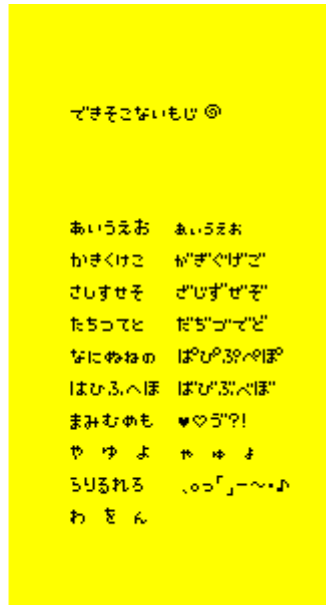 できそこないもじ ๑
あいうえお ぁぃぅぇぉ
かきくけこ がぎぐげご
さしすせそ ざじずぜぞ
たちつてと だぢづでど
なにぬねの ぱぴぷぺぽ
はひふへほ ばびぶべぼ
まみむめも ♥♡ゔ?!
や ゆ よ ゃ ゅ ょ
らりるれろ 、。っ「」ー〜・♪
わ を ん